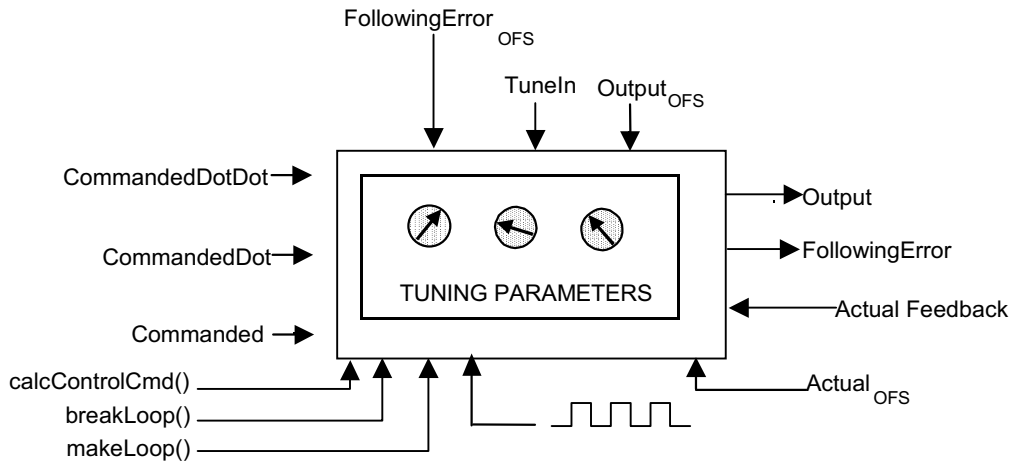 FollowingError OFS
TuneIn Output OFS
CommandedDotDot
Output
CommandedDot
FollowingError
TUNING PARAMETERS
Actual Feedback
Commanded
calcControlCmd()
Actual OFS
breakLoop()
makeLoop()